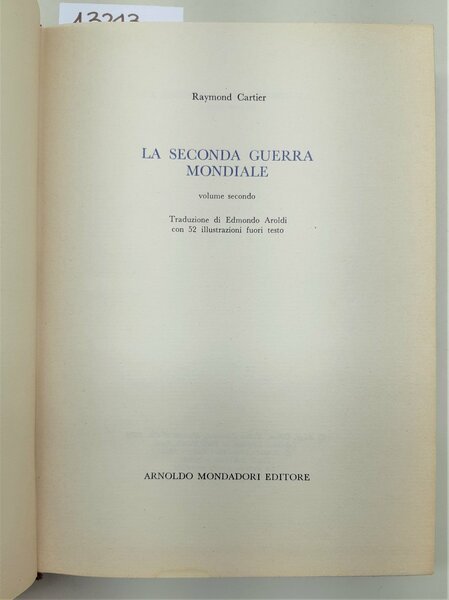 13213
Raymond Cartier
LA SECONDA GUERRA
MONDIALE
volume secondo
Traduzione di Edmondo Aroldi
con 52 illustrazioni fuori testo
ARNOLDO MONDADORI EDITORE